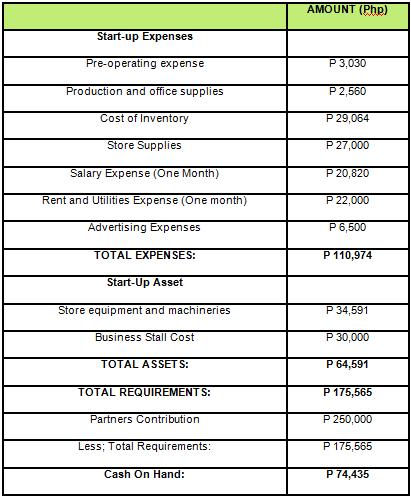 AMOUNT (Php)
Start-up Expenses
Pre-operating expense P 3,030
Production and office supplies P 2,560
Cost of Inventory P 29,064
Store Supplies P 27,000
Salary Expense (One Month) P 20,820
Rent and Utilities Expense (One month) P 22,000
Advertising Expenses P 6,500
TOTAL EXPENSES: P 110,974
Start-Up Asset
Store equipment and machineries P 34,591
Business Stall Cost P 30,000
TOTAL ASSETS: P 64,591
TOTAL REQUIREMENTS: P 175,565
Partners Contribution P 250,000
Less; Total Requirements: P 175,565
Cash On Hand: P 74,435